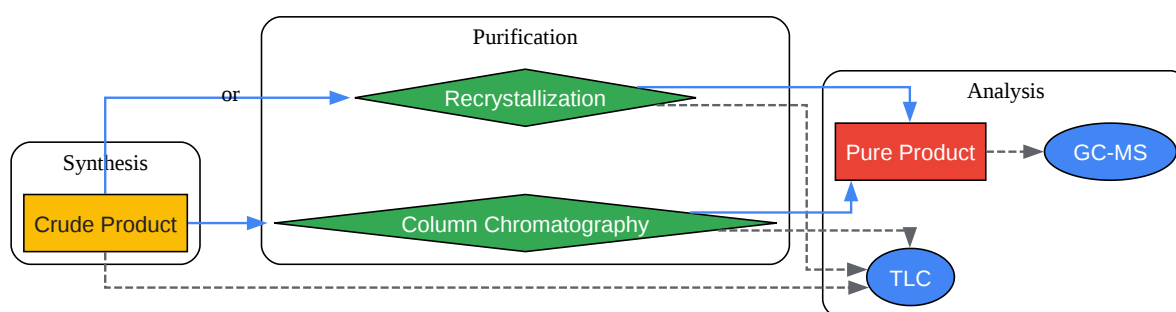 Purification
or
Recrystallization
Analysis
Synthesis
Pure Product
GC-MS
Crude Product
Column Chromatography
TLC